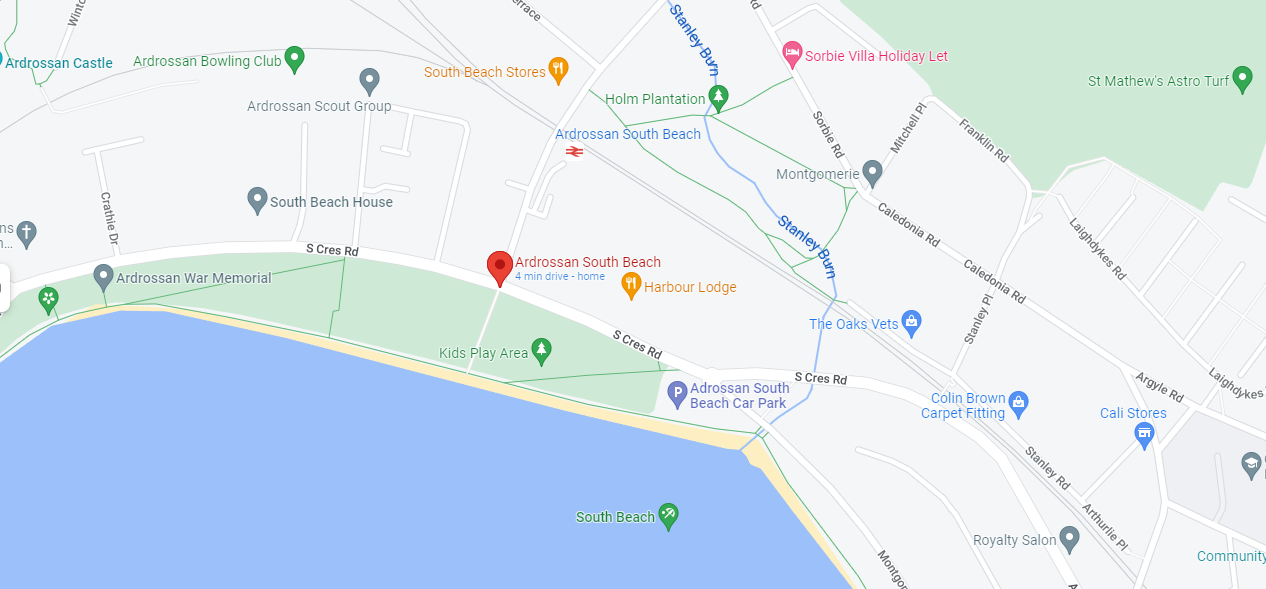 Winto
errace
Rd
Stanley Burn
Ardrossan Castle
Ardrossan Bowling Club
South Beach Stores
Sorbie Villa Holiday Let
St Mathew's Astro Turf
Ardrossan Scout Group
Holm Plantation
Ardrossan South Beach
Sorbie Rd
Mitchell Pl
Franklin Rd
Montgomerie
South Beach House
Crathie Dr
ns
n...
S Cres Rd
Caledonia Rd
Stanley Burn
Laighdykes Rd
Ardrossan South Beach
4 min drive - home
Ardrossan War Memorial
Harbour Lodge
Caledonia Rd
The Oaks Vets
Stanley Pl
Kids Play Area
S Cres Rd
S Cres Rd
Adrossan South
Beach Car Park
P
Argyle Rd
Laighdykes
Colin Brown
Carpet Fitting
Cali Stores
Stanley Rd
South Beach
Arthurlie Pl
Royalty Salon
Montgo
Community